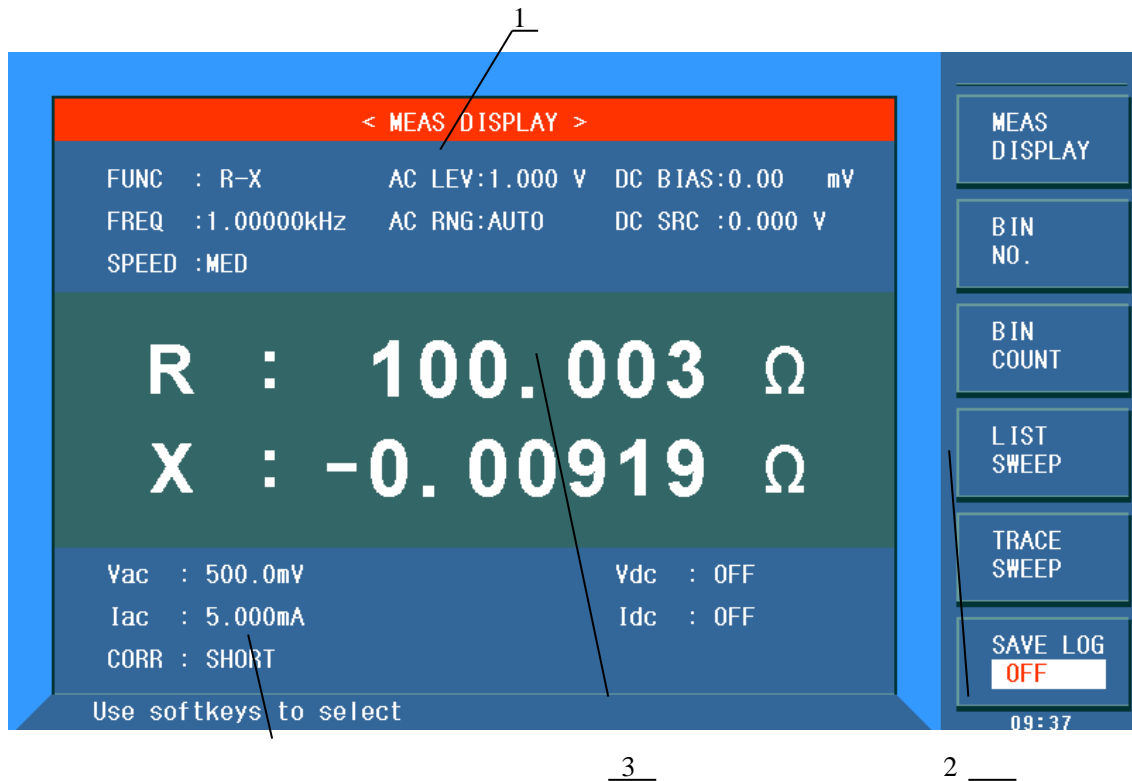 1
< MEAS DISPLAY >
FUNC : R-X AC LEV:1.000 V DC BIAS:0.00 mV
FREQ :1.00000kHz AC RNG:AUTO DC SRC :0.000 V
SPEED :MED
R : 100.003 Ω
X : -0.00919 Ω
Vac : 500.0mV Vdc : OFF
Iac : 5.000mA Idc : OFF
CORR : SHORT
Use softkeys to select
MEAS
DISPLAY
BIN
NO.
BIN
COUNT
LIST
SWEEP
TRACE
SWEEP
SAVE LOG
OFF
09:37
3 2